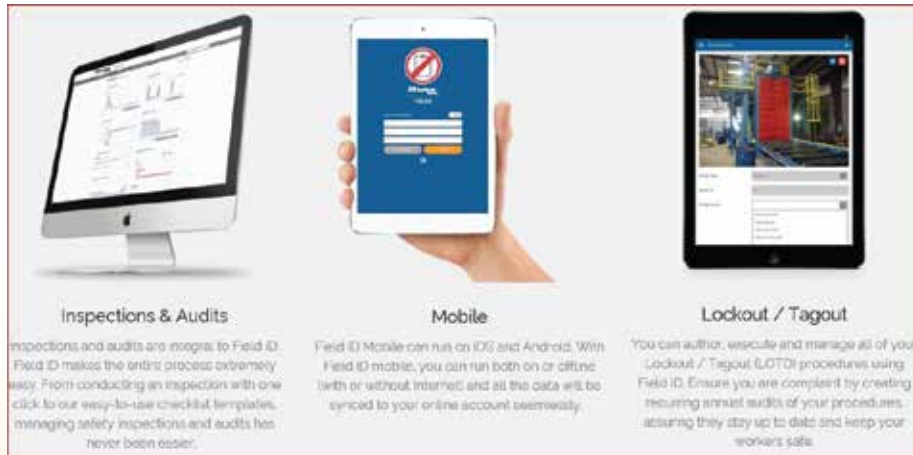 Inspections & Audits
Inspections and audits are integral to Field ID.
Field ID makes the entire process extremely
easy. From conducting an inspection with one
click to our easy-to-use checklist templates,
managing safety inspections and audits has
never been easier.
Mobile
Field ID Mobile can run on iOS and Android. With
Field ID mobile, you can run both on or offline
(with or without internet) and all the data will be
synced to your online account seemlessly.
Lockout / Tagout
You can author, execute and manage all of your
Lockout / Tagout (LOTO) procedures using
Field ID. Ensure you are complaint by creating
recurring annual audits of your procedures,
assuring they stay up to date and keep your
workers safe.